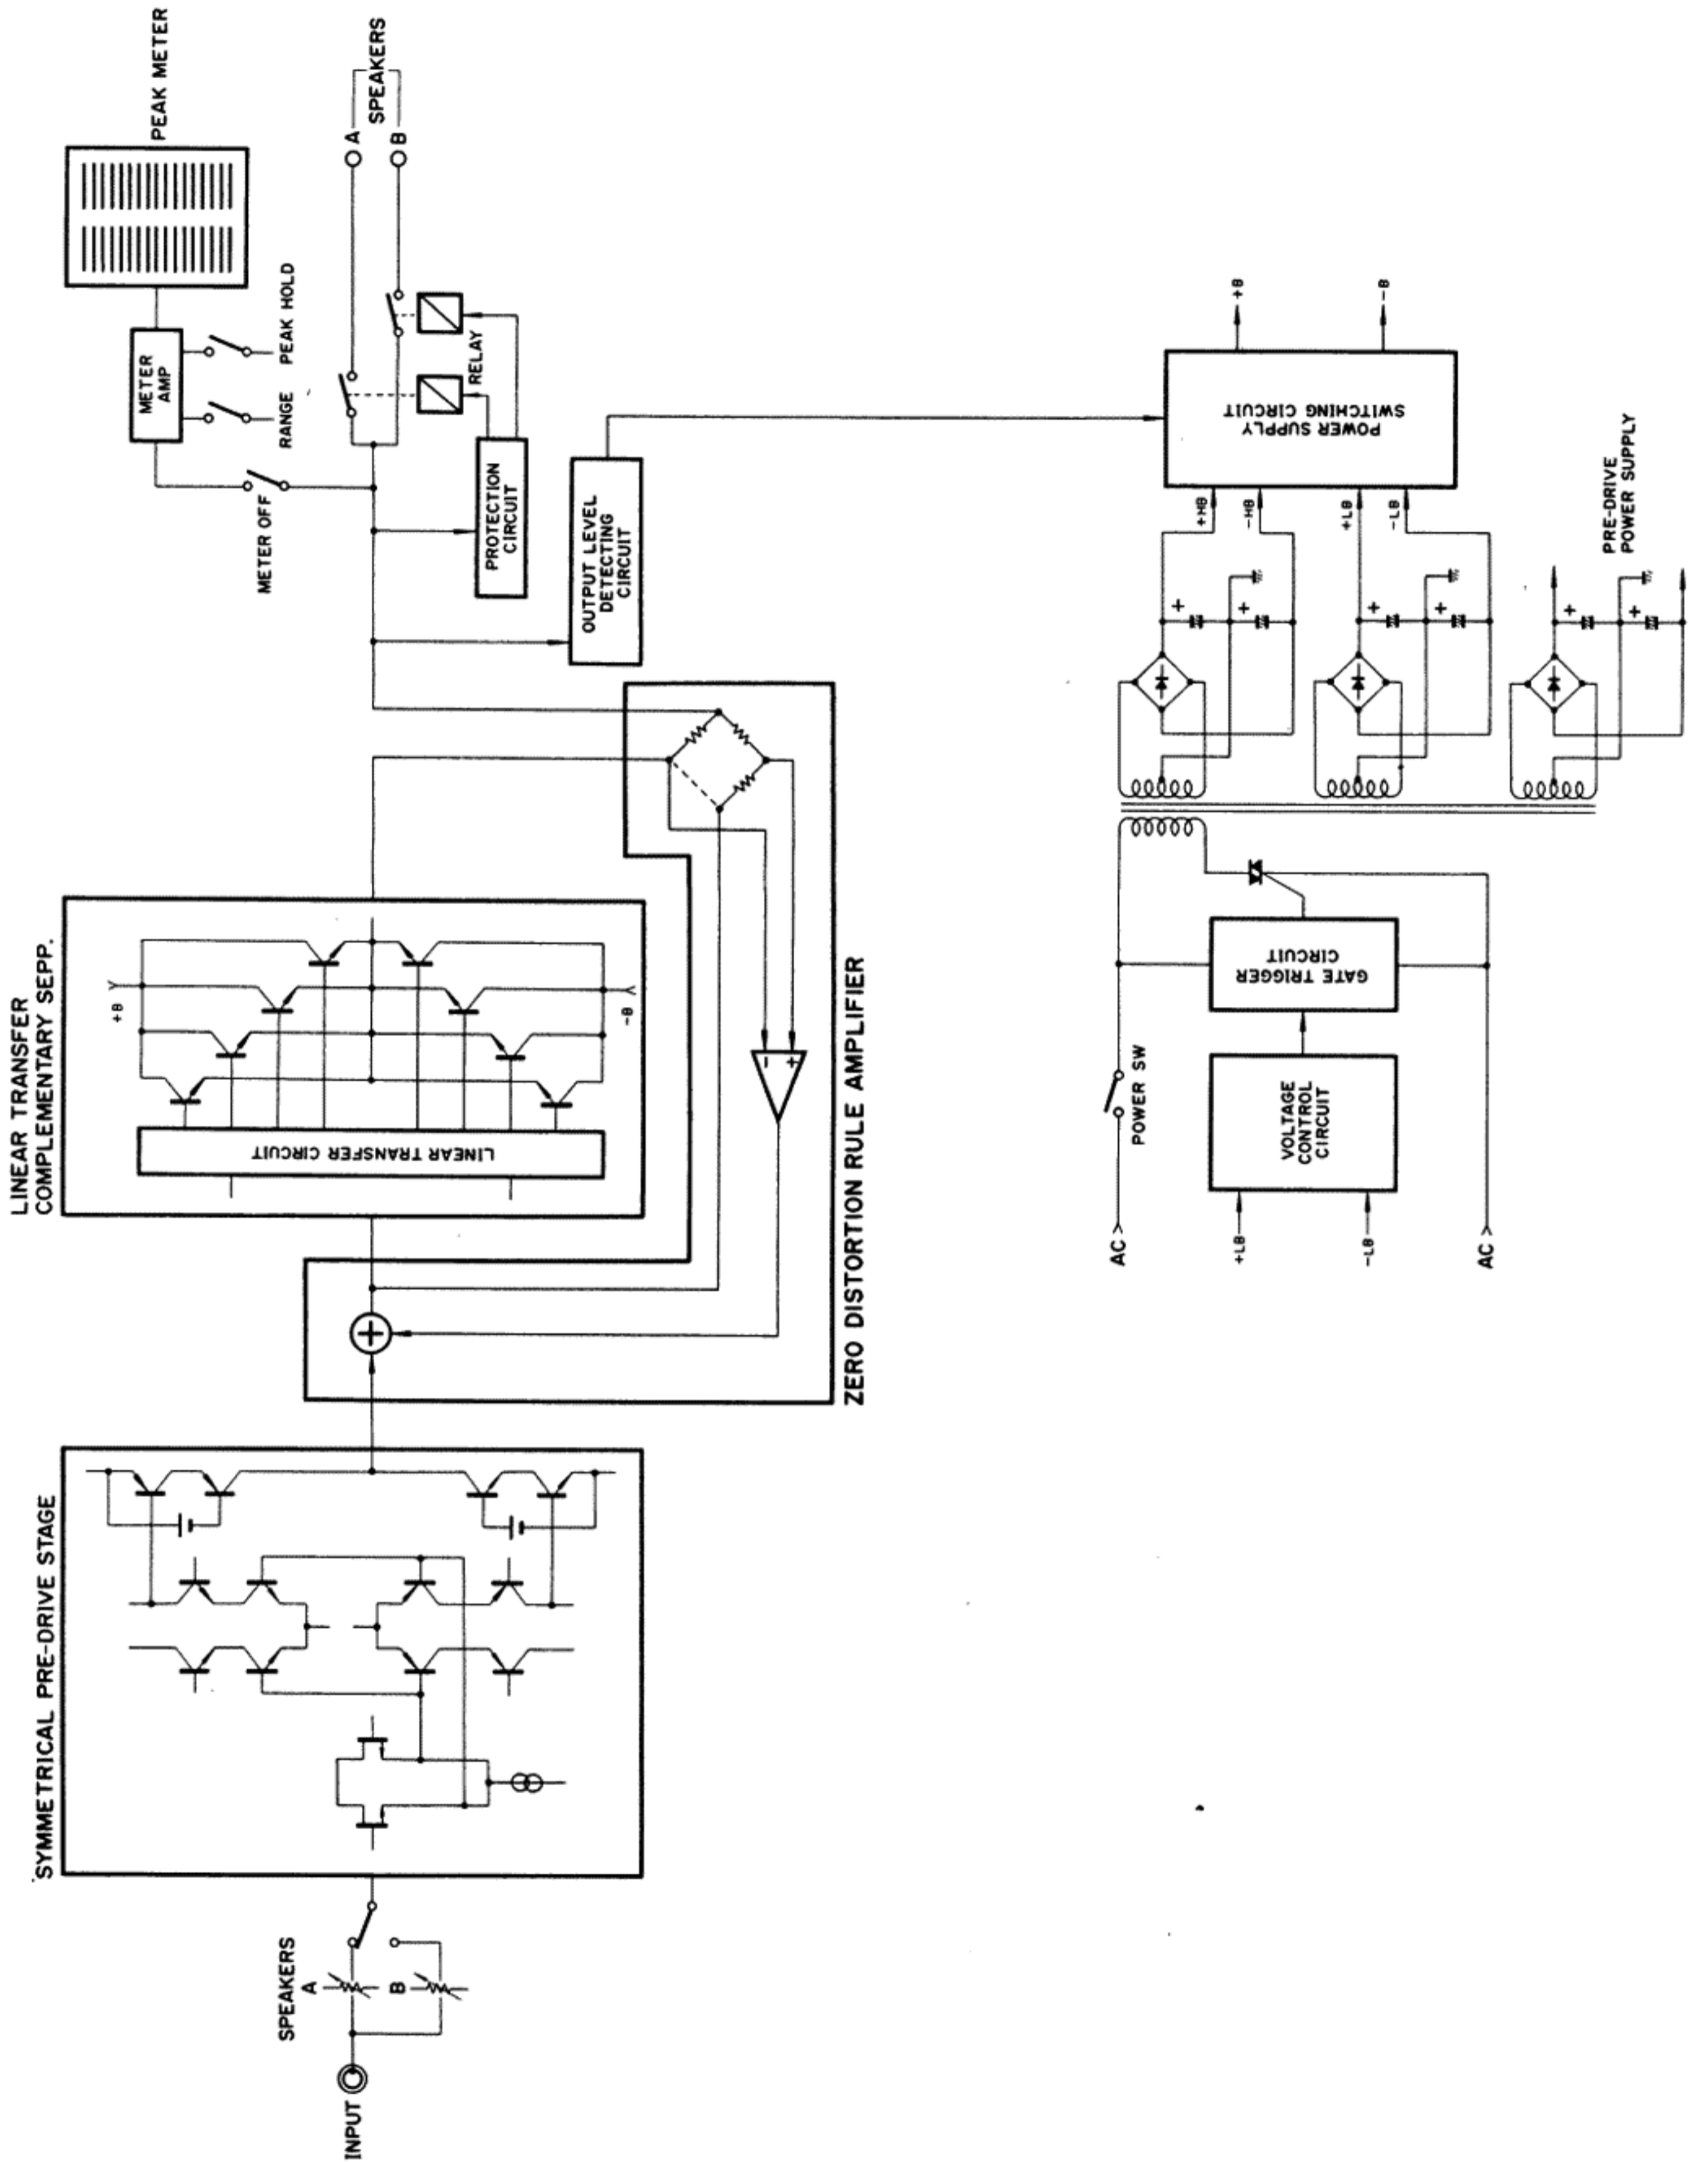 INPUT
SPEAKERS
A
B
SYMMETRICAL PRE-DRIVE STAGE
LINEAR TRANSFER
COMPLEMENTARY SEPP.
+B
-B
LINEAR TRANSFER CIRCUIT
+
-
+
ZERO DISTORTION RULE AMPLIFIER
METER OFF
METER
AMP
RANGE
PEAK HOLD
PEAK METER
PROTECTION
CIRCUIT
RELAY
A
B
SPEAKERS
OUTPUT LEVEL
DETECTING
CIRCUIT
AC
+LB
-LB
AC
POWER SW
VOLTAGE
CONTROL
CIRCUIT
GATE TRIGGER
CIRCUIT
+
+
+
+
+
+
+HB
-HB
+LB
-LB
PRE-DRIVE
POWER SUPPLY
POWER SUPPLY
SWITCHING CIRCUIT
+B
-B